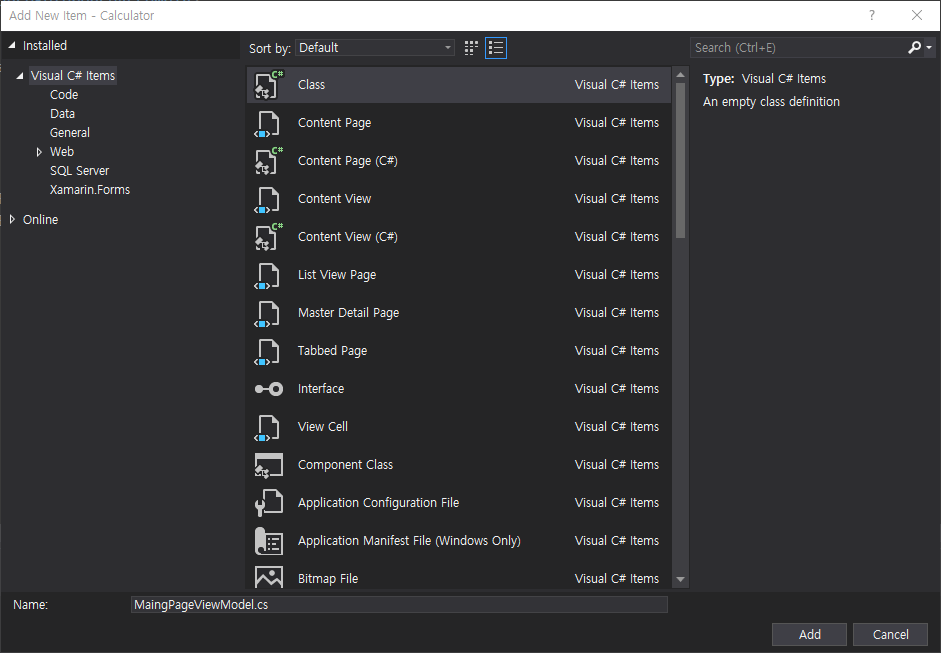 Add New Item - Calculator
?
Installed
Visual C# Items
Code
Data
General
Web
SQL Server
Xamarin.Forms
Online
Sort by: Default
Search (Ctrl+E)
C# Class Visual C# Items
Content Page Visual C# Items
C# Content Page (C#) Visual C# Items
Content View Visual C# Items
C# Content View (C#) Visual C# Items
List View Page Visual C# Items
Master Detail Page Visual C# Items
Tabbed Page Visual C# Items
Interface Visual C# Items
View Cell Visual C# Items
Component Class Visual C# Items
Application Configuration File Visual C# Items
Application Manifest File (Windows Only) Visual C# Items
Bitmap File Visual C# Items
Type: Visual C# Items
An empty class definition
Name: MaingPageViewModel.cs
Add Cancel